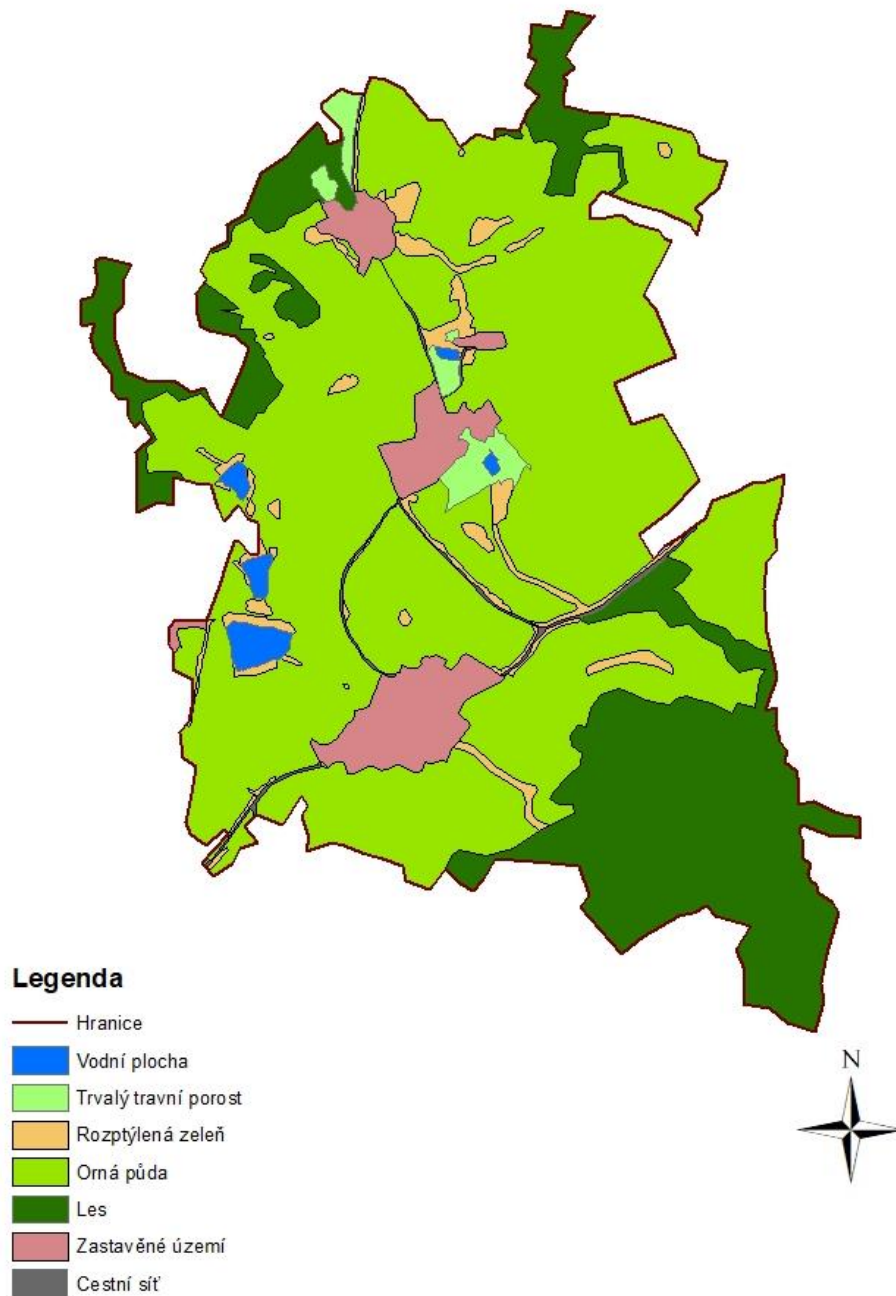 Legenda
Hranice
Vodní plocha
Trvalý travní porost
Rozptýlená zeleň
Orná půda
Les
Zastavěné území
Cestní síť
N